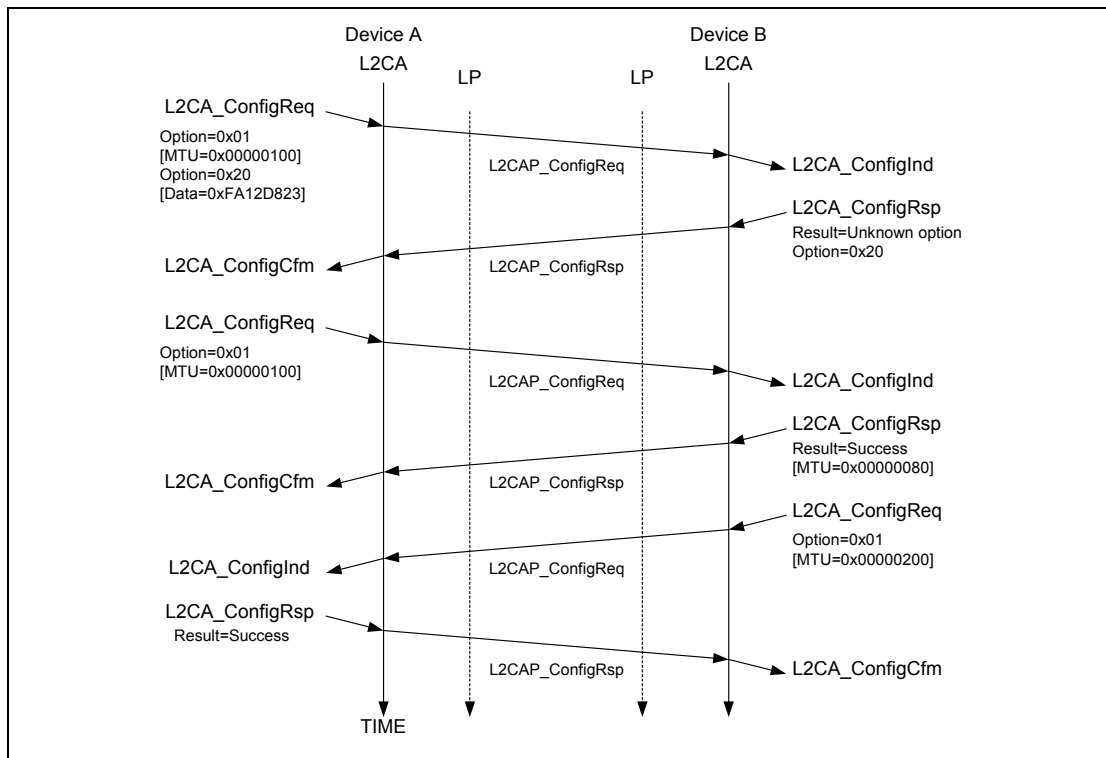 Device A
Device B
L2CA
LP
LP
L2CA
L2CA_ConfigReq
Option=0x01
[MTU=0x00000100]
Option=0x20
[Data=0xFA12D823]
L2CAP_ConfigReq
L2CA_ConfigInd
L2CA_ConfigRsp
Result=Unknown option
Option=0x20
L2CAP_ConfigRsp
L2CA_ConfigCfm
L2CA_ConfigReq
Option=0x01
[MTU=0x00000100]
L2CAP_ConfigReq
L2CA_ConfigInd
L2CA_ConfigRsp
Result=Success
[MTU=0x00000080]
L2CAP_ConfigRsp
L2CA_ConfigCfm
L2CA_ConfigReq
Option=0x01
[MTU=0x00000200]
L2CAP_ConfigReq
L2CA_ConfigInd
L2CA_ConfigRsp
Result=Success
L2CAP_ConfigRsp
L2CA_ConfigCfm
TIME